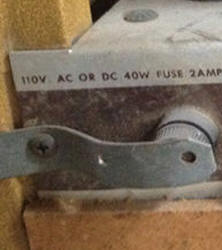 110V. AC OR DC 40W FUSE 2AMP